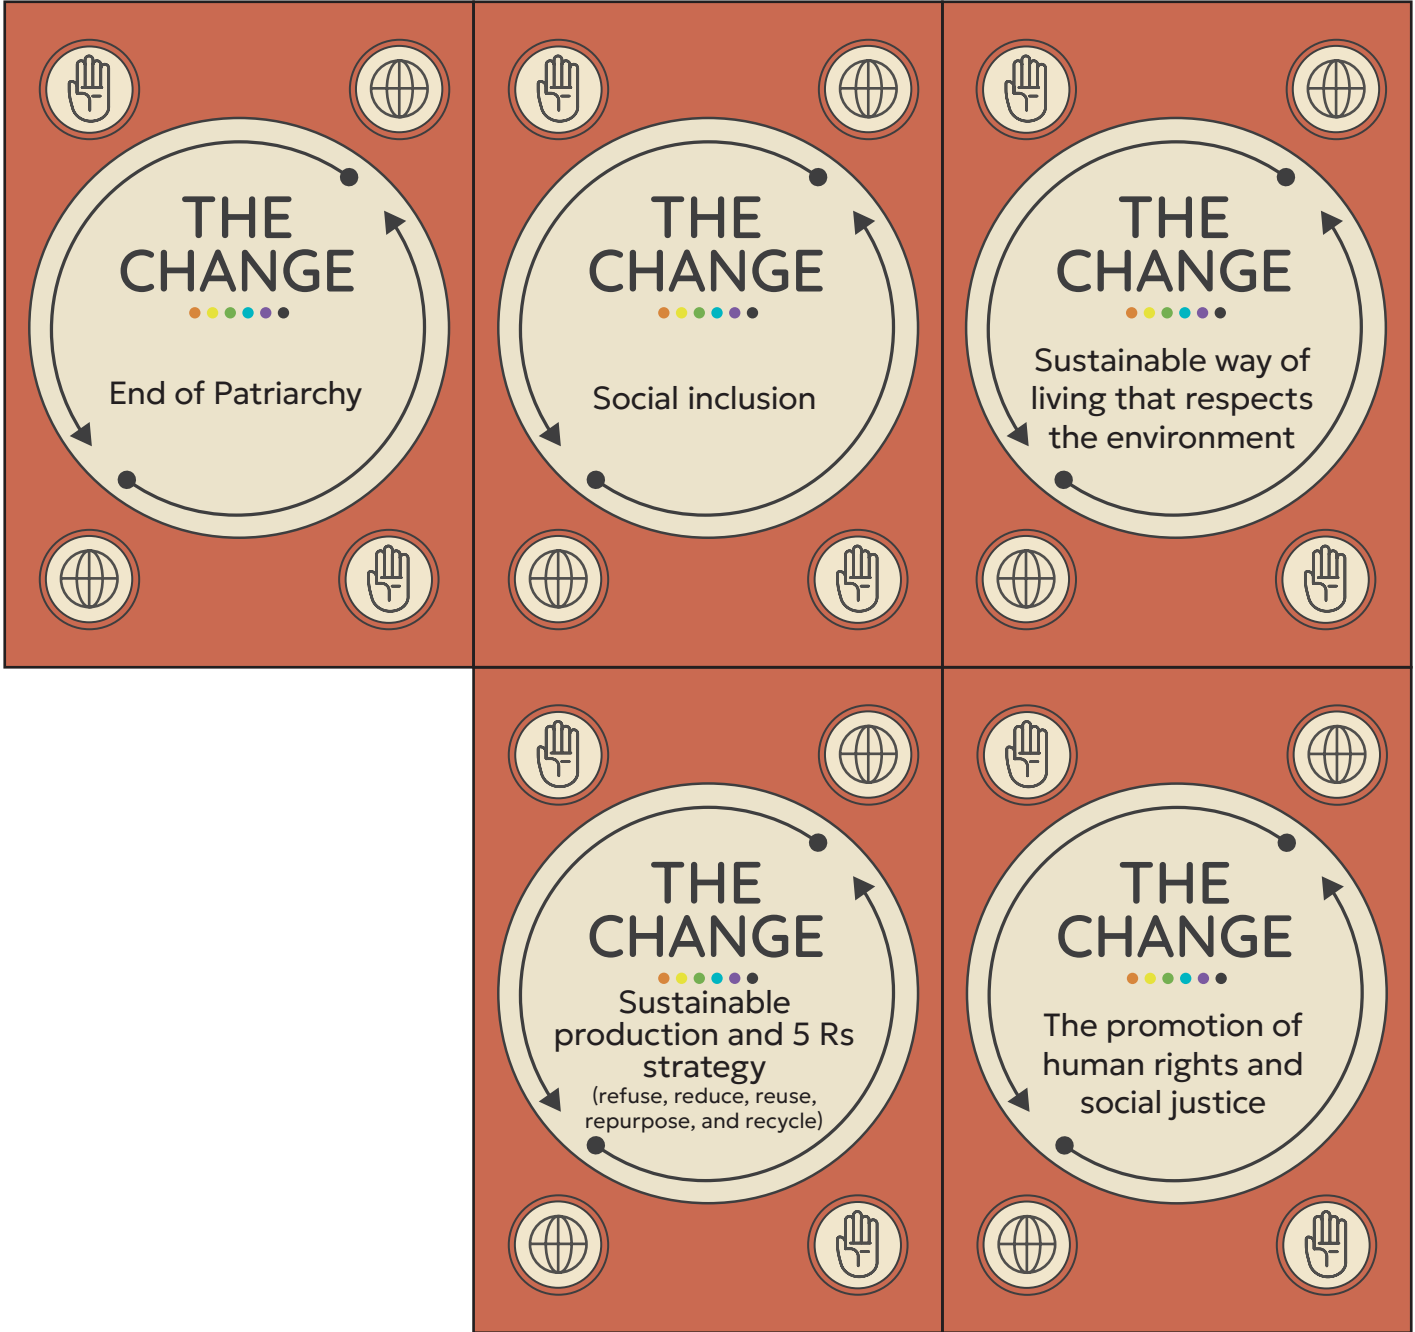 THE
CHANGE
End of Patriarchy
THE
CHANGE
Social inclusion
THE
CHANGE
Sustainable way of
living that respects
the environment
THE
CHANGE
Sustainable
production and 5 Rs
strategy
(refuse, reduce, reuse,
repurpose, and recycle)
THE
CHANGE
The promotion of
human rights and
social justice